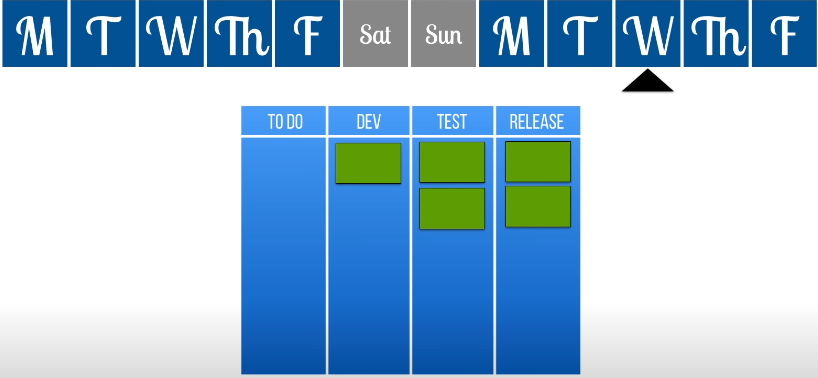 M T W Th F Sat Sun M T W Th F
TO DO DEV TEST RELEASE